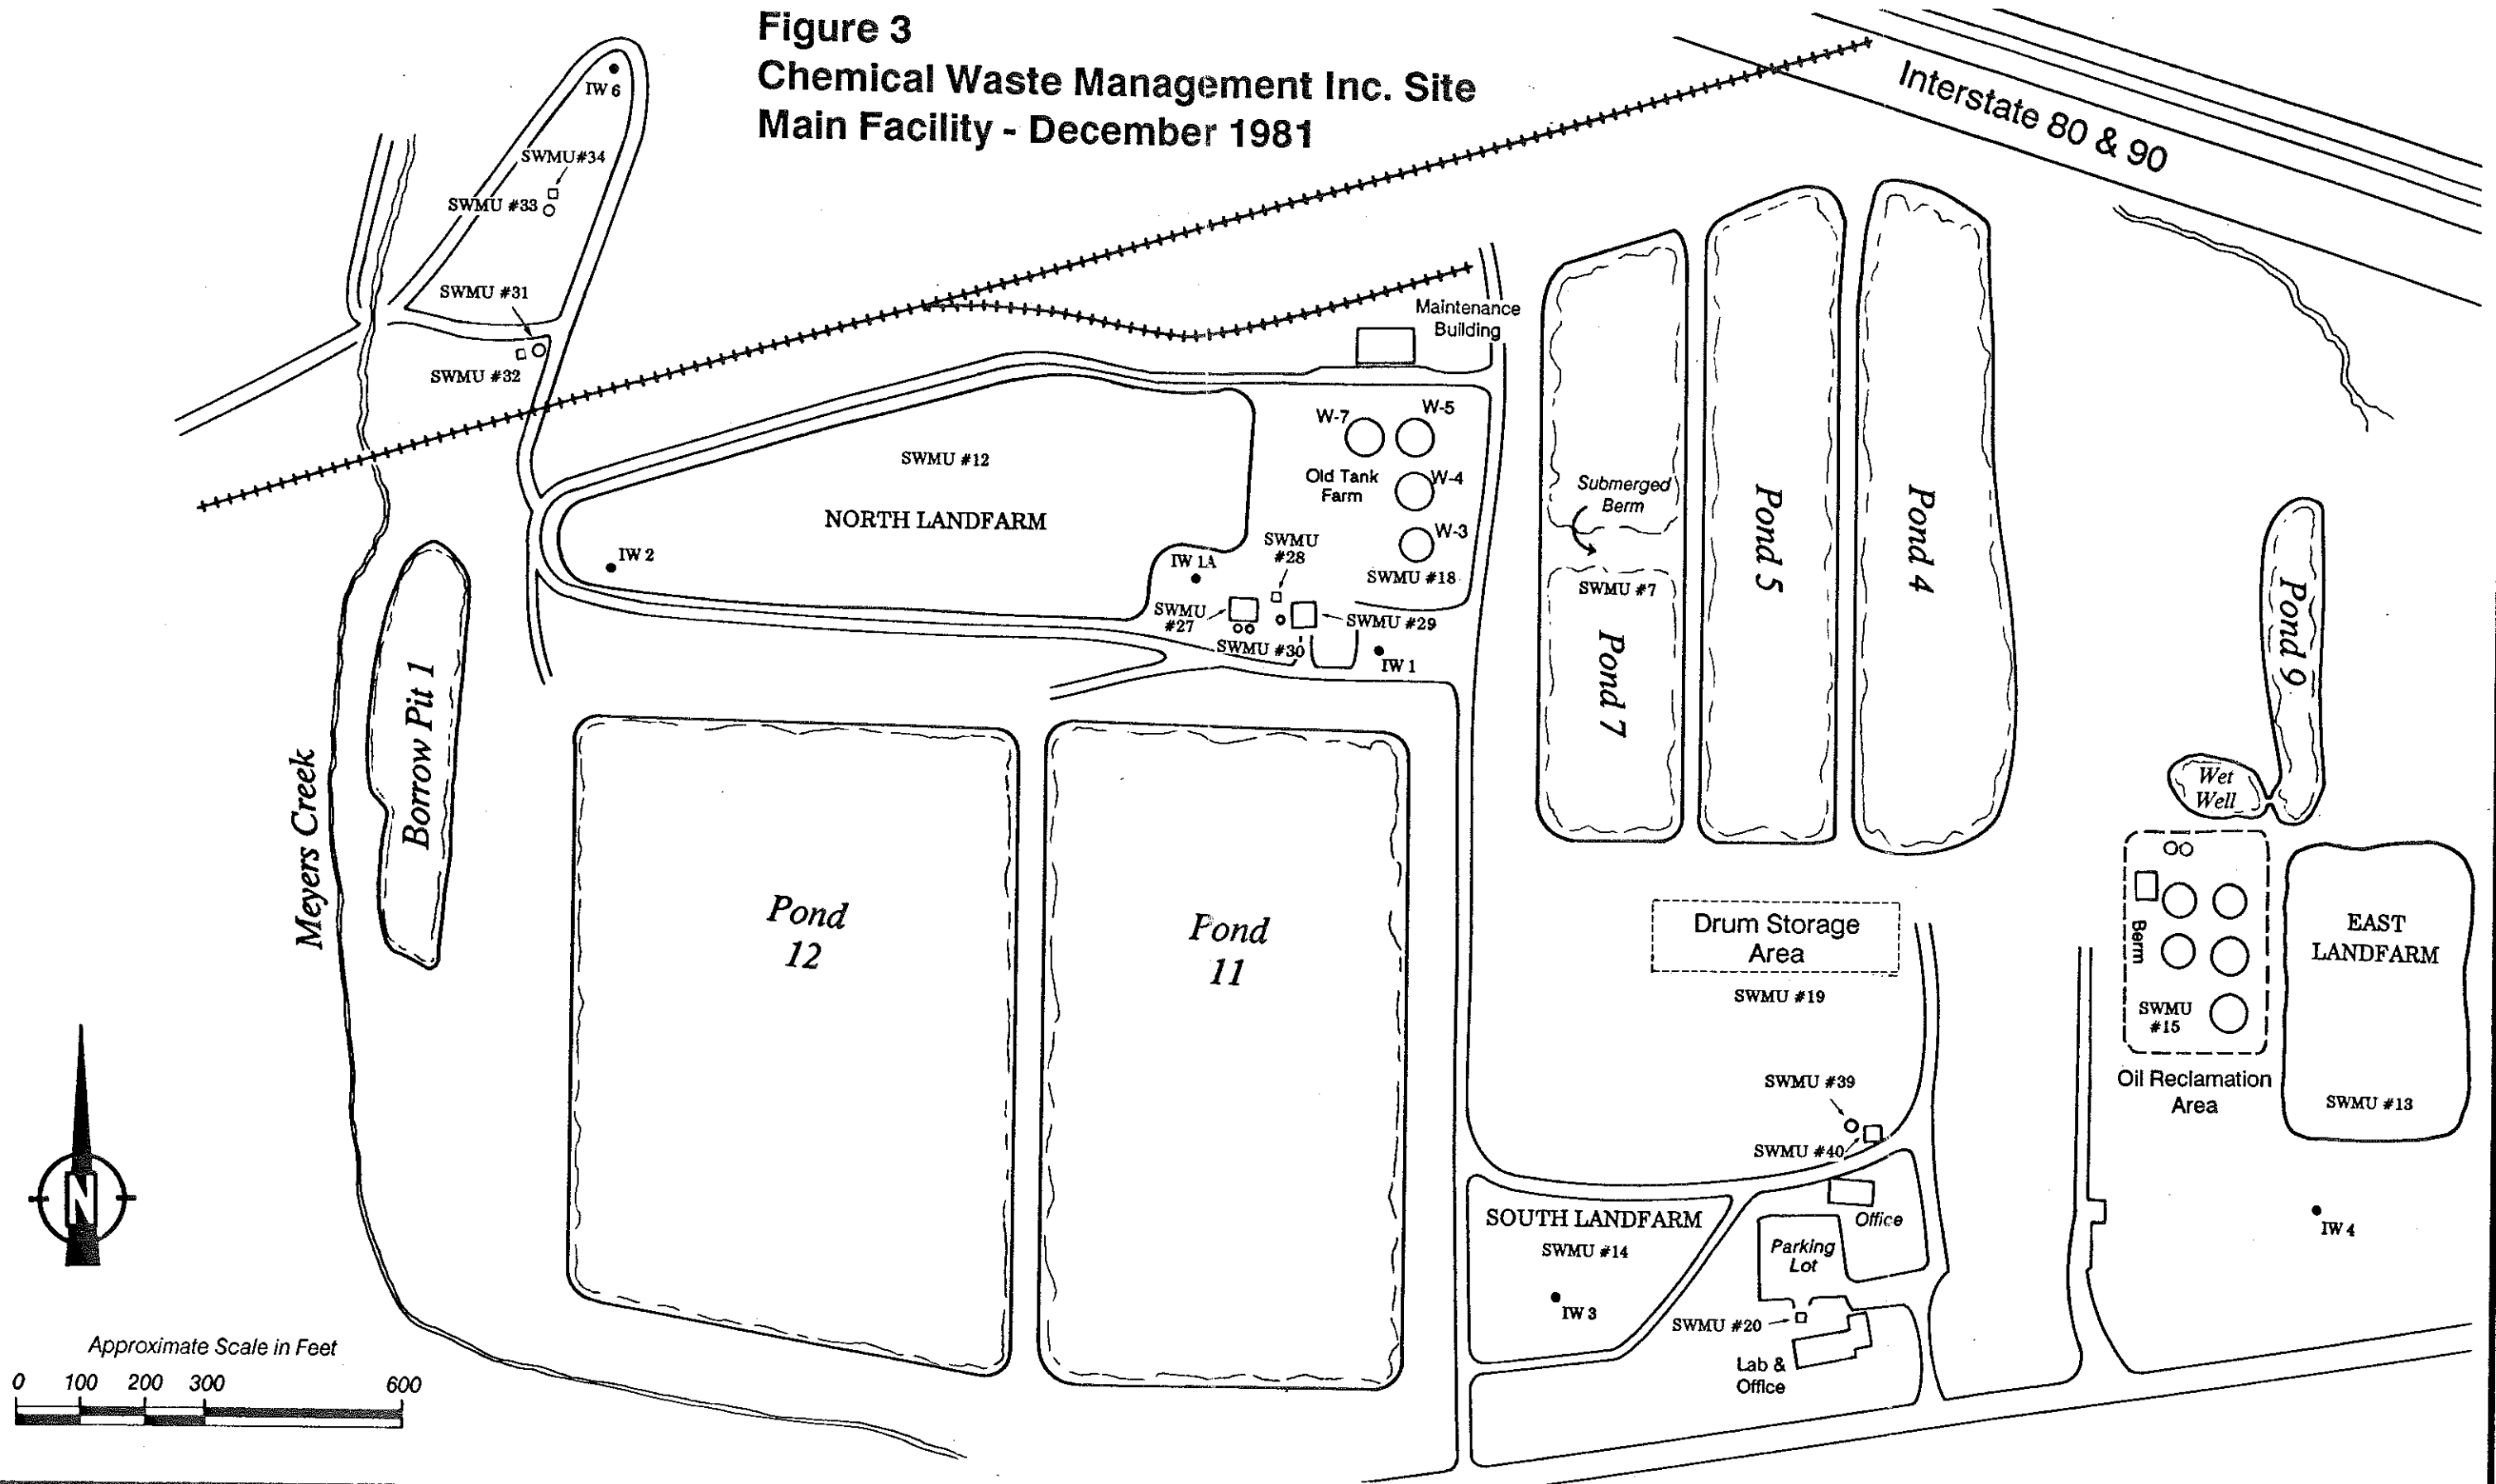 Figure 3
Chemical Waste Management Inc. Site
Main Facility - December 1981
Interstate 80 & 90
IW 6
SWMU#34
SWMU #33
SWMU #31
SWMU #32
Maintenance
Building
W-7
W-5
Old Tank
Farm
W-4
W-3
SWMU #18
SWMU #12
NORTH LANDFARM
IW 2
IW 1A
SWMU
#28
SWMU
#27
SWMU #29
SWMU #30
IW 1
Submerged
Berm
SWMU #7
Pond 7
Pond 5
Pond 4
Pond 9
Wet
Well
Borrow Pit 1
Meyers Creek
Pond
12
Pond
11
Drum Storage
Area
SWMU #19
Berm
SWMU
#15
Oil Reclamation
Area
EAST
LANDFARM
SWMU #13
SWMU #39
SWMU #40
SOUTH LANDFARM
SWMU #14
IW 3
Office
Parking
Lot
SWMU #20
Lab &
Office
IW 4
N
Approximate Scale in Feet
0 100 200 300 600